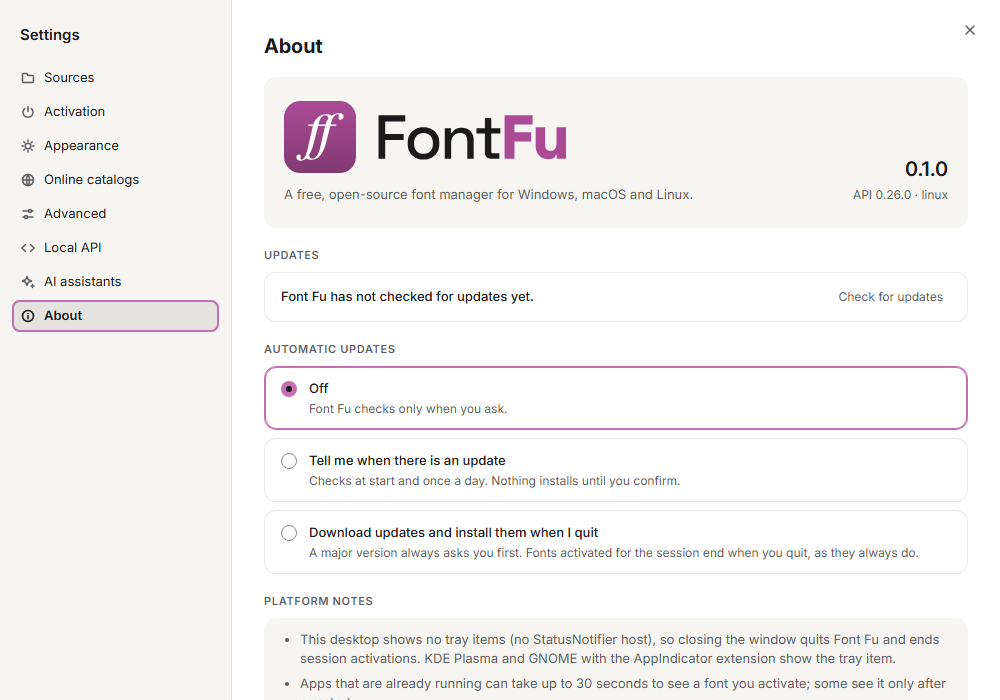 Settings
Sources
Activation
Appearance
Online catalogs
Advanced
Local API
AI assistants
About
About
ff
FontFu
A free, open-source font manager for Windows, macOS and Linux.
0.1.0
API 0.26.0 · linux
UPDATES
Font Fu has not checked for updates yet.
Check for updates
AUTOMATIC UPDATES
Off
Font Fu checks only when you ask.
Tell me when there is an update
Checks at start and once a day. Nothing installs until you confirm.
Download updates and install them when I quit
A major version always asks you first. Fonts activated for the session end when you quit, as they always do.
PLATFORM NOTES
• This desktop shows no tray items (no StatusNotifier host), so closing the window quits Font Fu and ends
session activations. KDE Plasma and GNOME with the AppIndicator extension show the tray item.
• Apps that are already running can take up to 30 seconds to see a font you activate; some see it only after